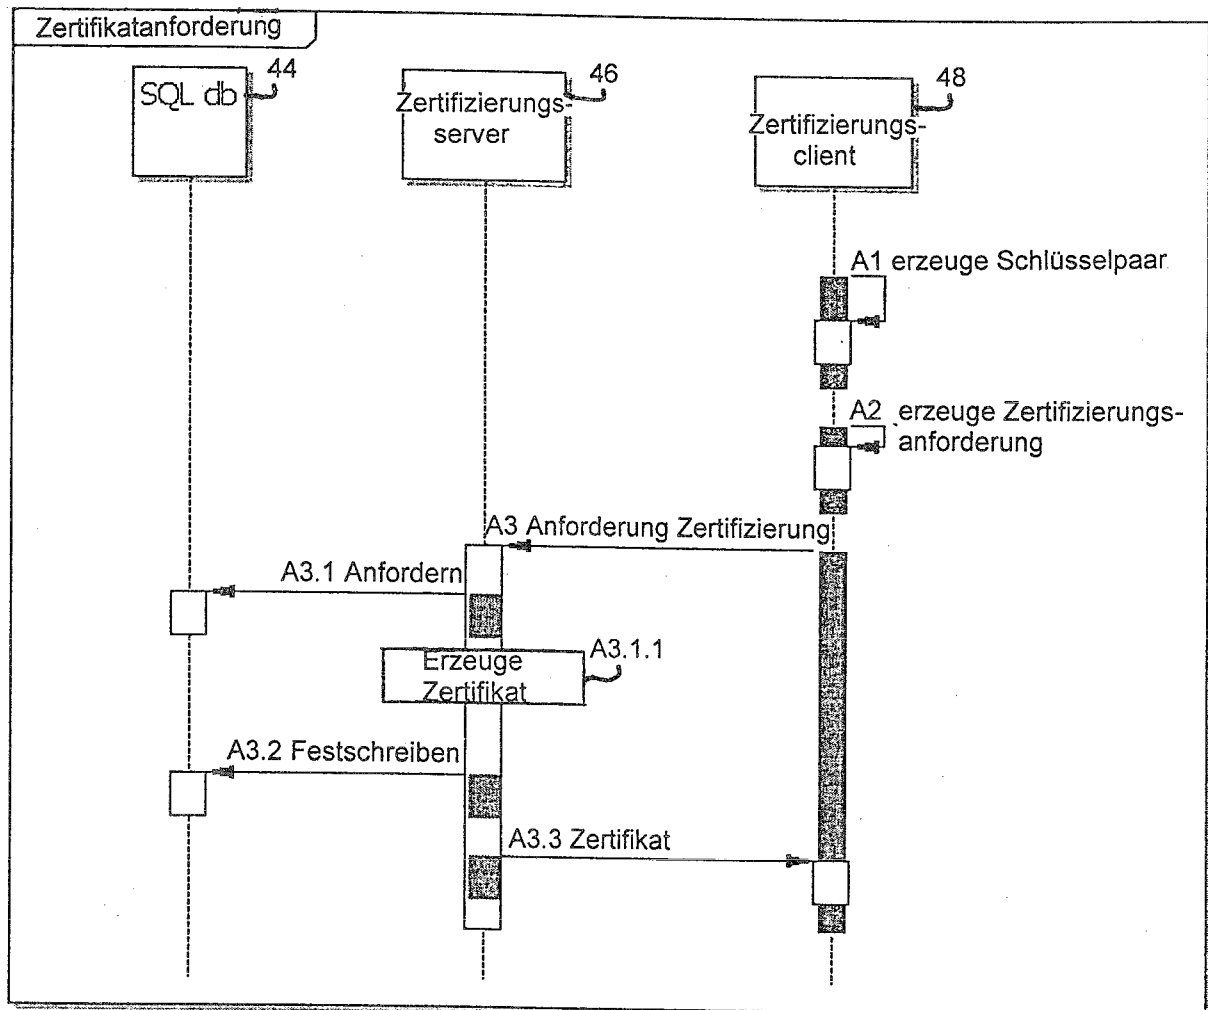 Zertifikatanforderung
44
SQL db
46
Zertifizierungs-
server
48
Zertifizierungs-
client
A1 erzeuge Schlüsselpaar
A2 erzeuge Zertifizierungs-
anforderung
A3 Anforderung Zertifizierung
A3.1 Anfordern
A3.1.1
Erzeuge
Zertifikat
A3.2 Festschreiben
A3.3 Zertifikat